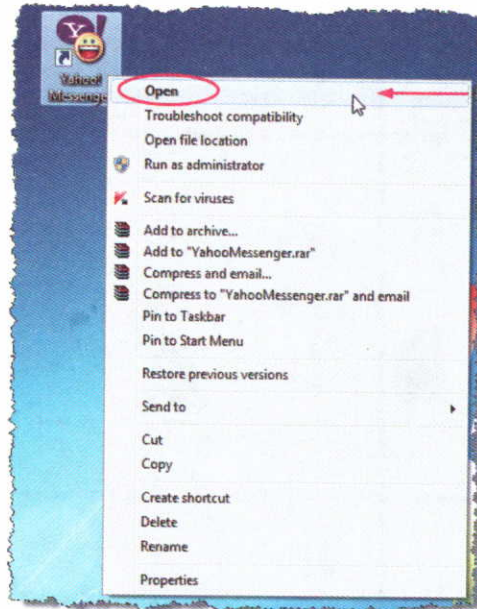 Yahoo!
Messenger
Open
Troubleshoot compatibility
Open file location
Run as administrator
Scan for viruses
Add to archive...
Add to "YahooMessenger.rar"
Compress and email...
Compress to "YahooMessenger.rar" and email
Pin to Taskbar
Pin to Start Menu
Restore previous versions
Send to
Cut
Copy
Create shortcut
Delete
Rename
Properties